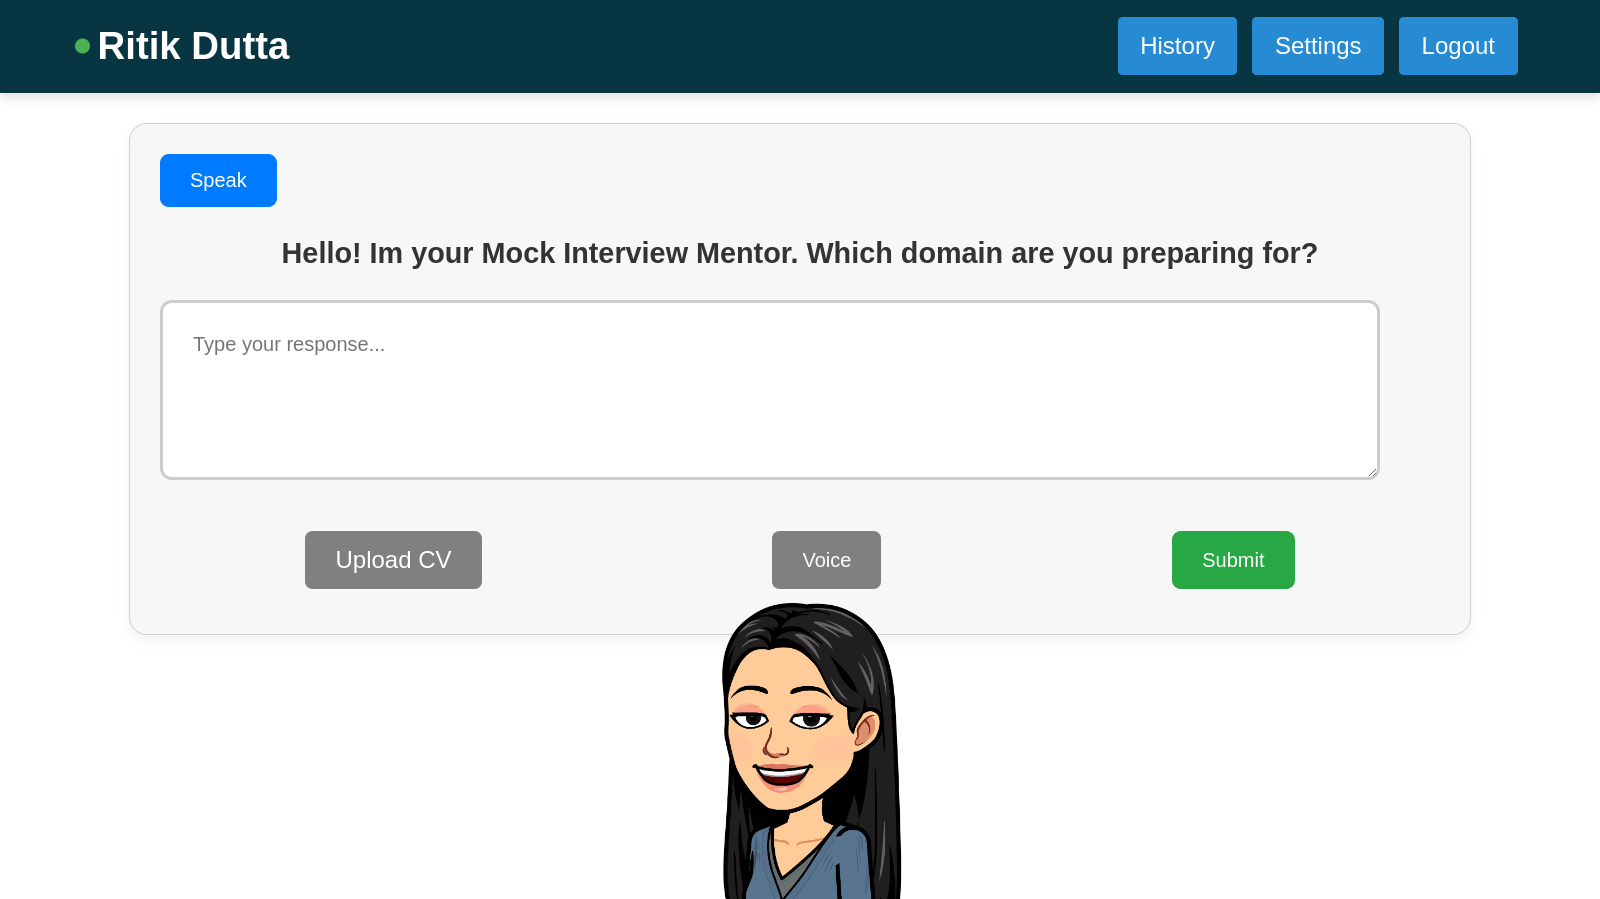 Ritik Dutta
History
Settings
Logout
Speak
Hello! Im your Mock Interview Mentor. Which domain are you preparing for?
Type your response...
Upload CV
Voice
Submit